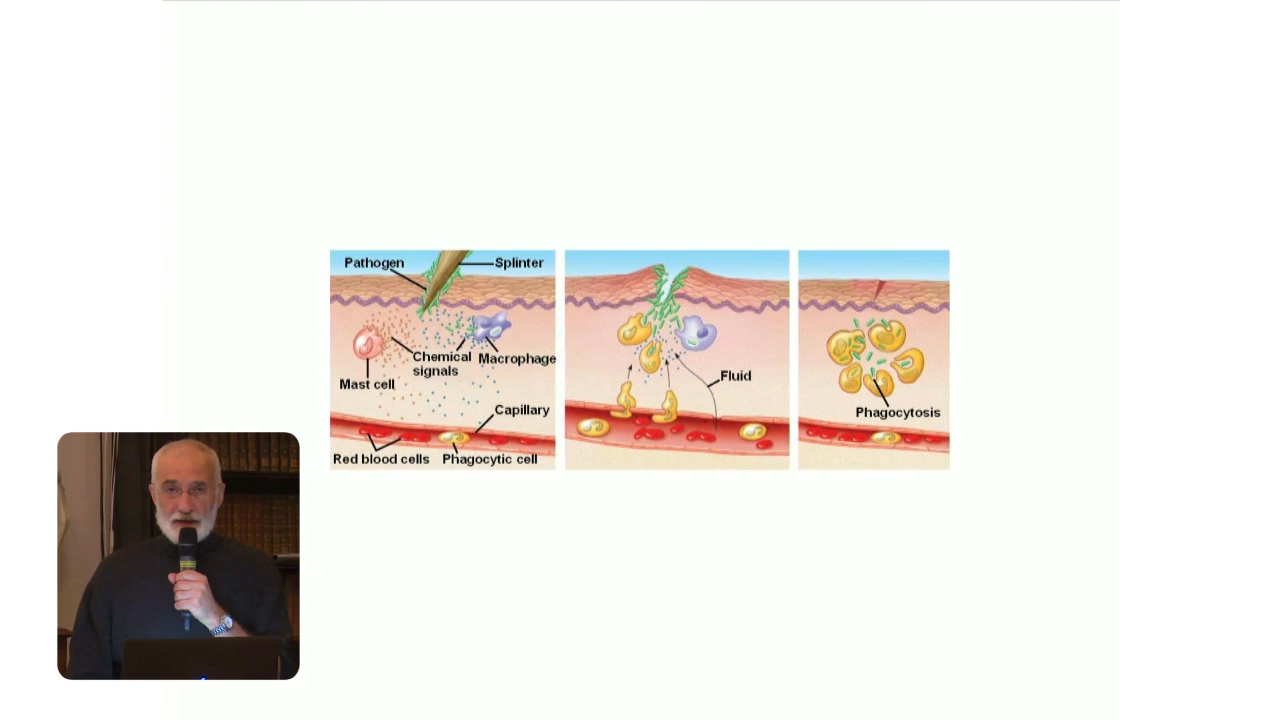 Pathogen
Splinter
Chemical
signals
Macrophage
Mast cell
Capillary
Red blood cells
Phagocytic cell
Fluid
Phagocytosis